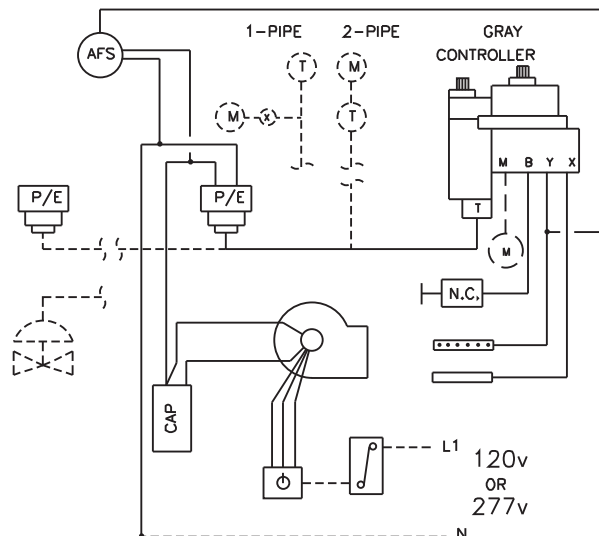 1-PIPE
2-PIPE
GRAY
CONTROLLER
AFS
T
M
M
X
T
M B Y X
P/E
P/E
T
M
N.C.
CAP
L1
120v
OR
277v
N